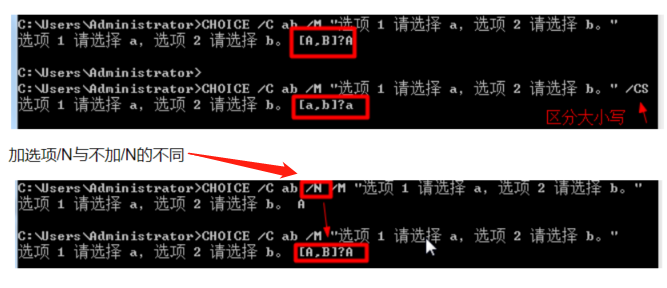 C:\Users\Administrator>CHOICE /C ab /M "选项 1 请选择 a, 选项 2 请选择 b。"
选项 1 请选择 a, 选项 2 请选择 b。 [A,B]?A
C:\Users\Administrator>
C:\Users\Administrator>CHOICE /C ab /M "选项 1 请选择 a, 选项 2 请选择 b。" /CS
选项 1 请选择 a, 选项 2 请选择 b。 [a,b]?a
区分大小写
加选项/N与不加/N的不同
C:\Users\Administrator>CHOICE /C ab /N /M "选项 1 请选择 a, 选项 2 请选择 b。"
选项 1 请选择 a, 选项 2 请选择 b。 A
C:\Users\Administrator>CHOICE /C ab /M "选项 1 请选择 a, 选项 2 请选择 b。"
选项 1 请选择 a, 选项 2 请选择 b。 [A,B]?A